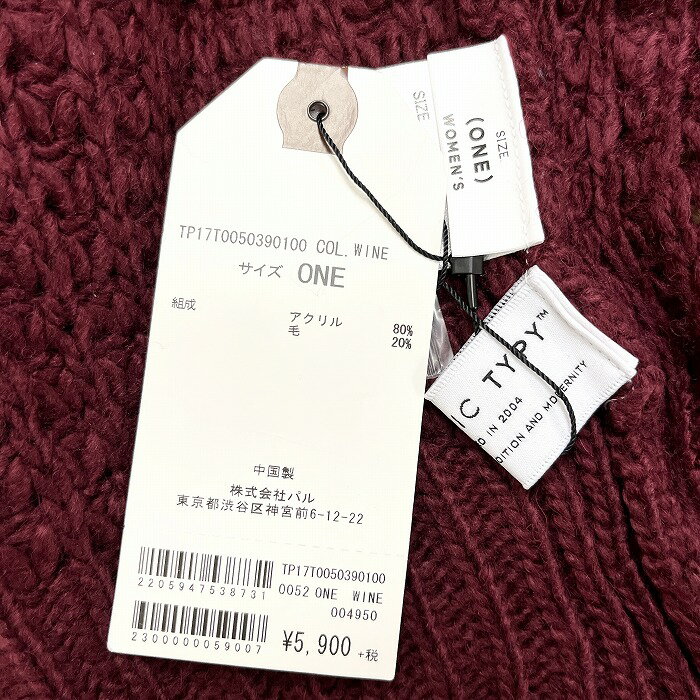 SIZE
SIZE
(ONE)
WOMEN'S
TP17T0050390100 COL.WINE
サイズ ONE
組成 アクリル 80%
毛 20%
中国製
株式会社パル
東京都渋谷区神宮前6-12-22
2205947538731
TP17T0050390100
0052 ONE WINE
004950
2300000059007
¥5,900 +税
IC TYPY™
D IN 2004
DITION AND MODERNITY